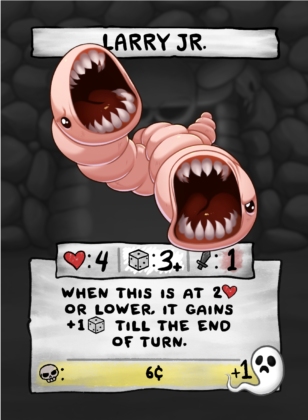 LARRY JR.
:4 :3+ :1
WHEN THIS IS AT 2
OR LOWER, IT GAINS
+1 TILL THE END
OF TURN.
: 6¢ +1